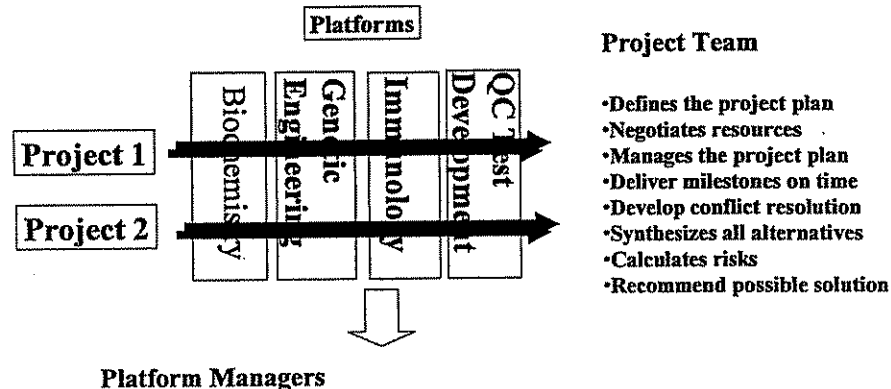 Platforms
Project Team
Biochemistry
Genetic
Engineering
Immunology
QC Test
Development
Project 1
Project 2
•Defines the project plan
•Negotiates resources
•Manages the project plan
•Deliver milestones on time
•Develop conflict resolution
•Synthesizes all alternatives
•Calculates risks
•Recommend possible solution
Platform Managers